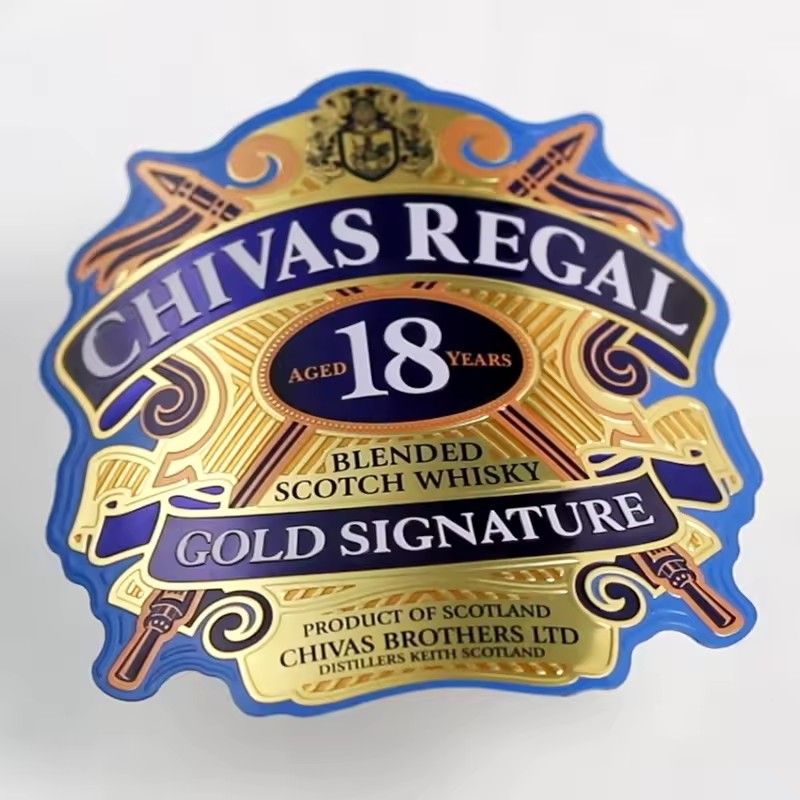 CHIVAS REGAL
AGED 18 YEARS
BLENDED
SCOTCH WHISKY
GOLD SIGNATURE
PRODUCT OF SCOTLAND
CHIVAS BROTHERS LTD
DISTILLERS KEITH SCOTLAND